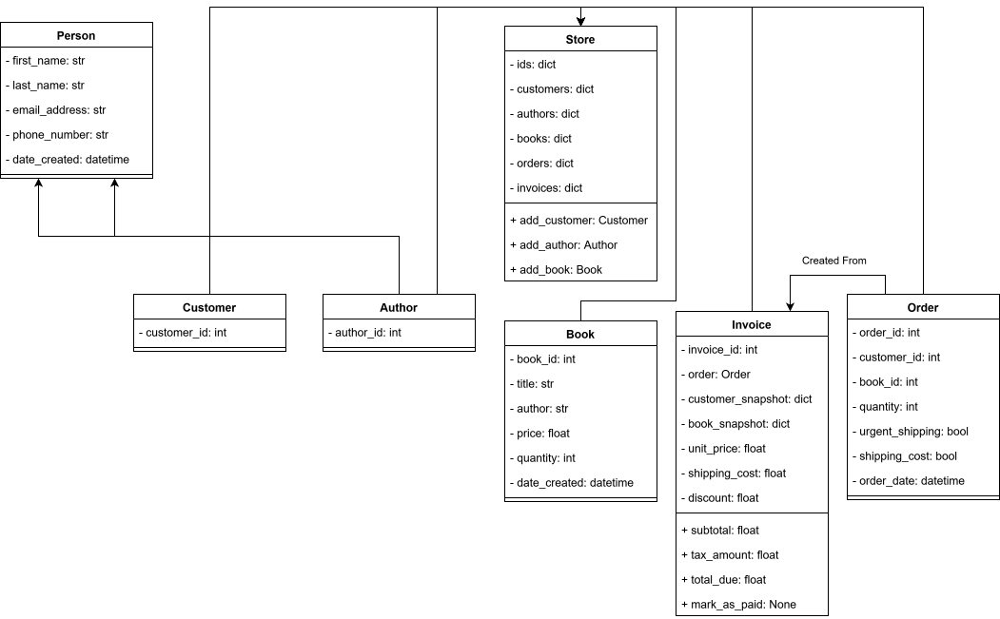 Person
- first_name: str
- last_name: str
- email_address: str
- phone_number: str
- date_created: datetime
Store
- ids: dict
- customers: dict
- authors: dict
- books: dict
- orders: dict
- invoices: dict
+ add_customer: Customer
+ add_author: Author
+ add_book: Book
Customer
- customer_id: int
Author
- author_id: int
Book
- book_id: int
- title: str
- author: str
- price: float
- quantity: int
- date_created: datetime
Created From
Invoice
- invoice_id: int
- order: Order
- customer_snapshot: dict
- book_snapshot: dict
- unit_price: float
- shipping_cost: float
- discount: float
+ subtotal: float
+ tax_amount: float
+ total_due: float
+ mark_as_paid: None
Order
- order_id: int
- customer_id: int
- book_id: int
- quantity: int
- urgent_shipping: bool
- shipping_cost: bool
- order_date: datetime